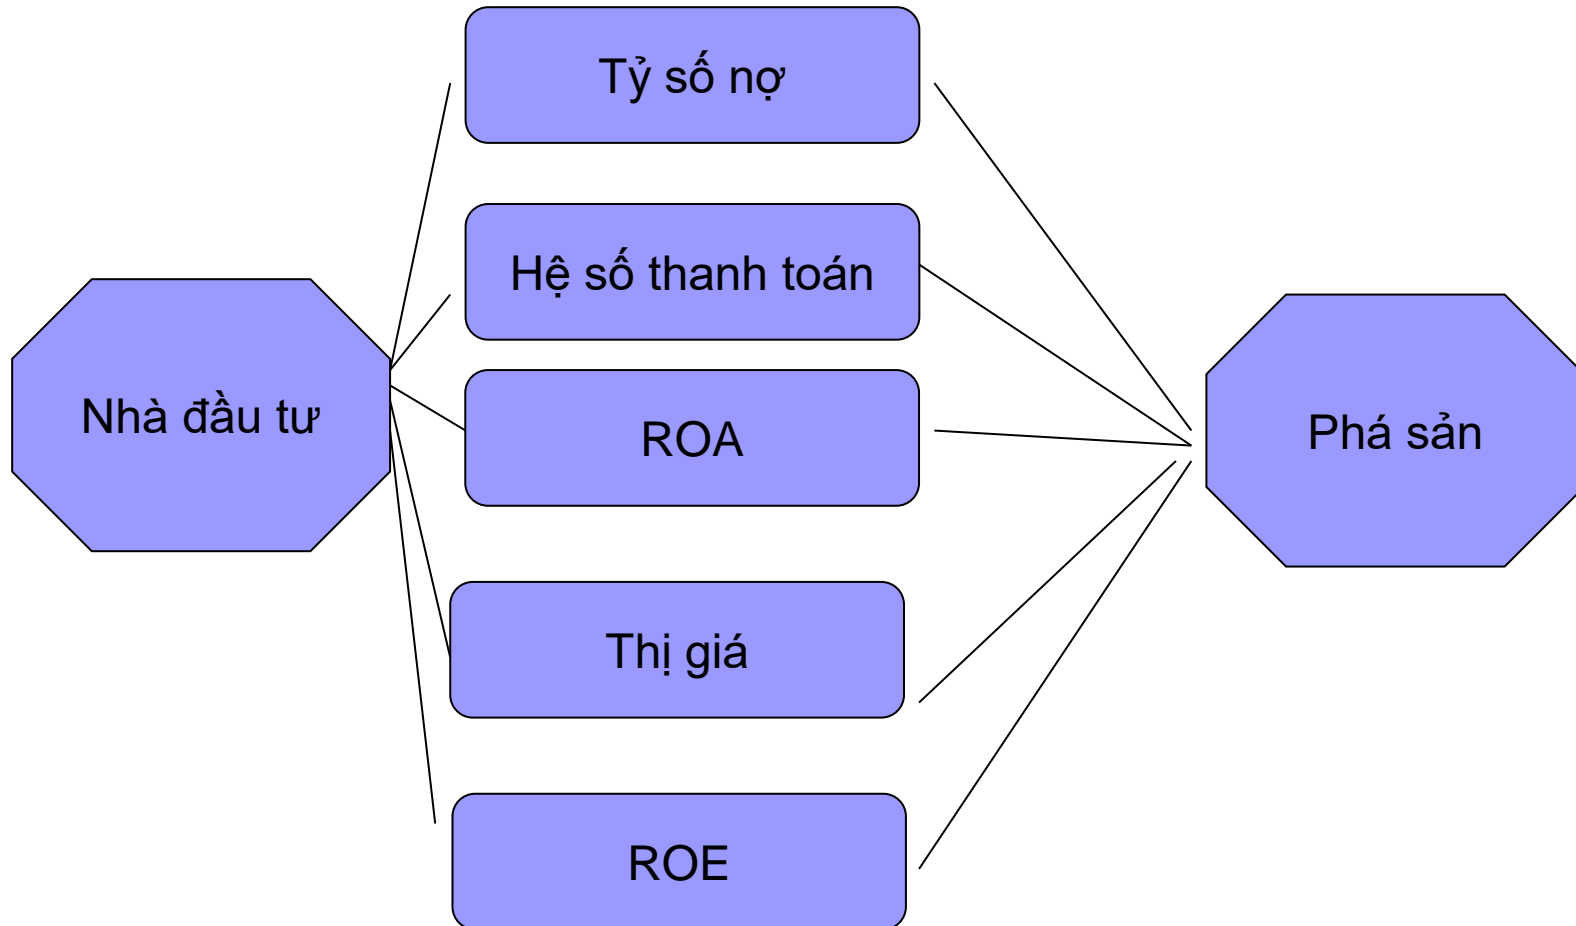 Tỷ số nợ
Hệ số thanh toán
Nhà đầu tư
ROA
Phá sản
Thị giá
ROE